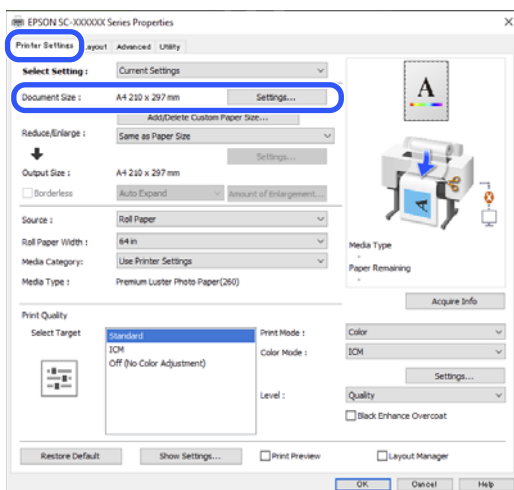 EPSON SC-XXXXXX Series Properties
Printer Settings Layout Advanced Utility
Select Setting : Current Settings
Document Size : A4 210 x 297 mm Settings...
Add/Delete Custom Paper Size...
Reduce/Enlarge : Same as Paper Size
Settings...
Output Size : A4 210 x 297 mm
Borderless Auto Expand Amount of Enlargement...
Source : Roll Paper
Roll Paper Width : 64 in
Media Category: Use Printer Settings
Media Type : Premium Luster Photo Paper(260)
A
A
Media Type
-
Paper Remaining
-
Acquire Info
Print Quality
Select Target
Standard
ICM
Off (No Color Adjustment)
Print Mode : Color
Color Mode : ICM
Settings...
Level : Quality
Black Enhance Overcoat
Restore Default Show Settings... Print Preview Layout Manager
OK Cancel Help